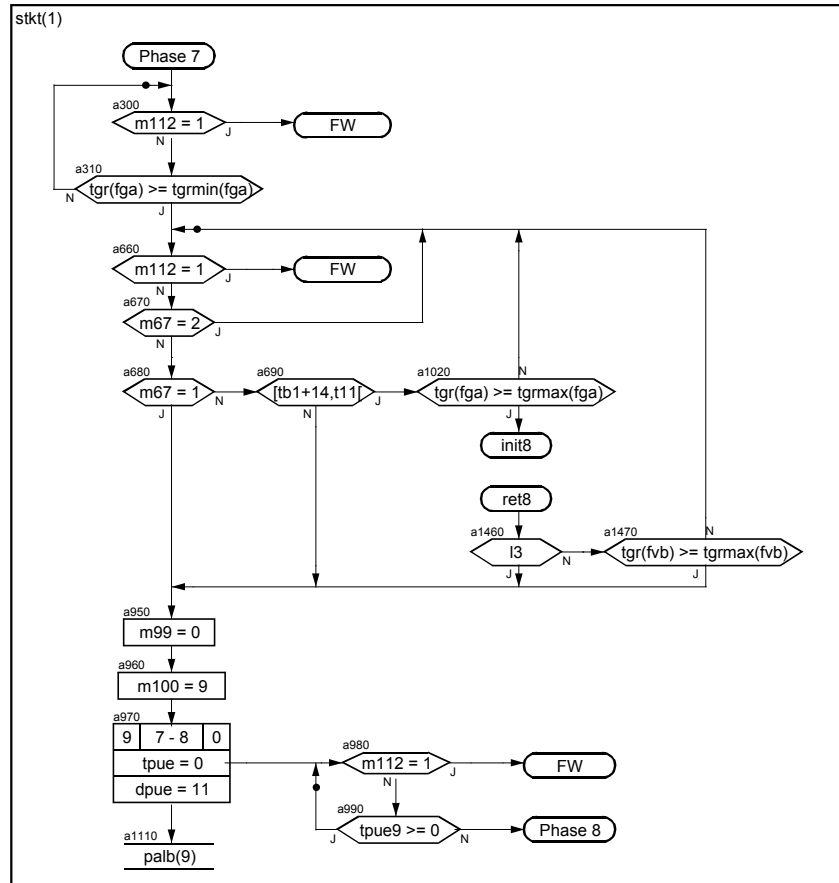 stkt(1)
Phase 7
a300
m112 = 1
J
FW
N
a310
tgr(fga) >= tgrmin(fga)
N
J
a660
m112 = 1
J
FW
N
a670
m67 = 2
J
N
a680
m67 = 1
N
J
a690
[tb1+14,t11[
J
N
a1020
N
tgr(fga) >= tgrmax(fga)
J
init8
ret8
a1460
l3
N
J
a1470
N
tgr(fvb) >= tgrmax(fvb)
J
a950
m99 = 0
a960
m100 = 9
a970
9 7 - 8 0
tpue = 0
dpue = 11
a980
m112 = 1
J
FW
N
a990
tpue9 >= 0
J
N
Phase 8
a1110
palb(9)